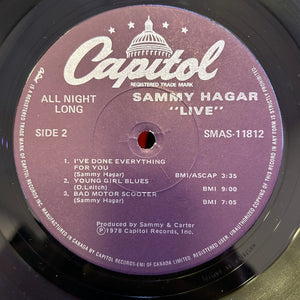 Capitol
REGISTERED TRADE MARK
ALL NIGHT
LONG
SAMMY HAGAR
"LIVE"
SIDE 2
SMAS-11812
1. I'VE DONE EVERYTHING
FOR YOU
(Sammy Hagar) BMI/ASCAP 3:35
2. YOUNG GIRL BLUES
(D.Leitch) BMI 9:00
3. BAD MOTOR SCOOTER
(Sammy Hagar) BMI 7:05
Produced by Sammy & Carter
Ⓟ1978 Capitol Records, Inc.